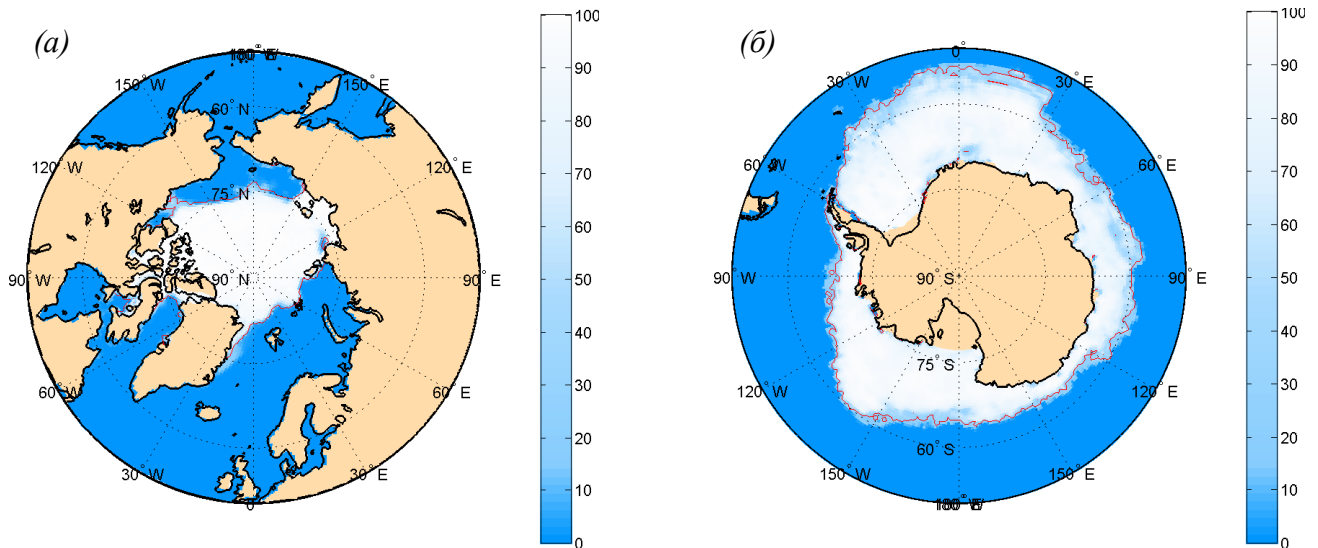 (а)
150° W
150° E
60° N
120° W
120° E
75° N
90° W
90° N
90° E
60° W
60° E
30° W
30° E
0
100
90
80
70
60
50
40
30
20
10
0
(б)
0°
30° W
30° E
60° W
60° E
90° W
90° S
90° E
75° S
120° W
120° E
60° S
150° W
150° E
100
90
80
70
60
50
40
30
20
10
0